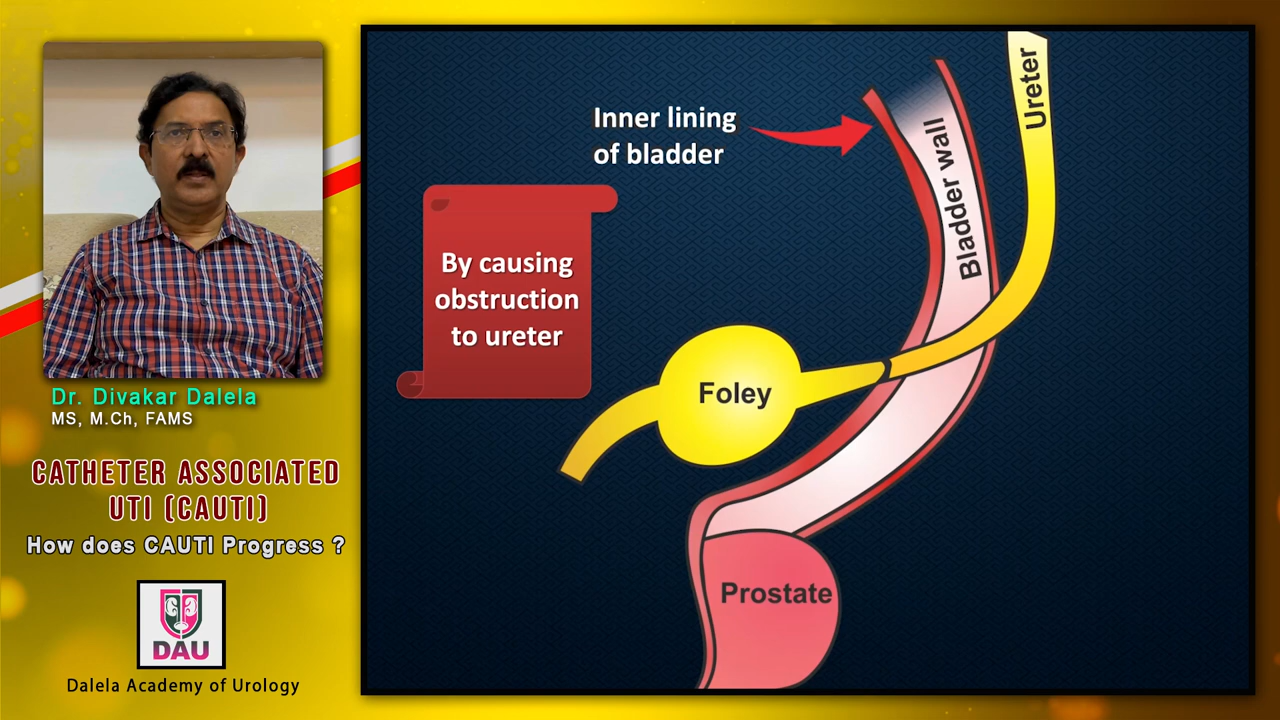 Dr. Divakar Dalela
MS, M.Ch, FAMS
CATHETER ASSOCIATED
UTI (CAUTI)
How does CAUTI Progress ?
DAU
Dalela Academy of Urology
Inner lining
of bladder
By causing
obstruction
to ureter
Bladder wall
Ureter
Foley
Prostate